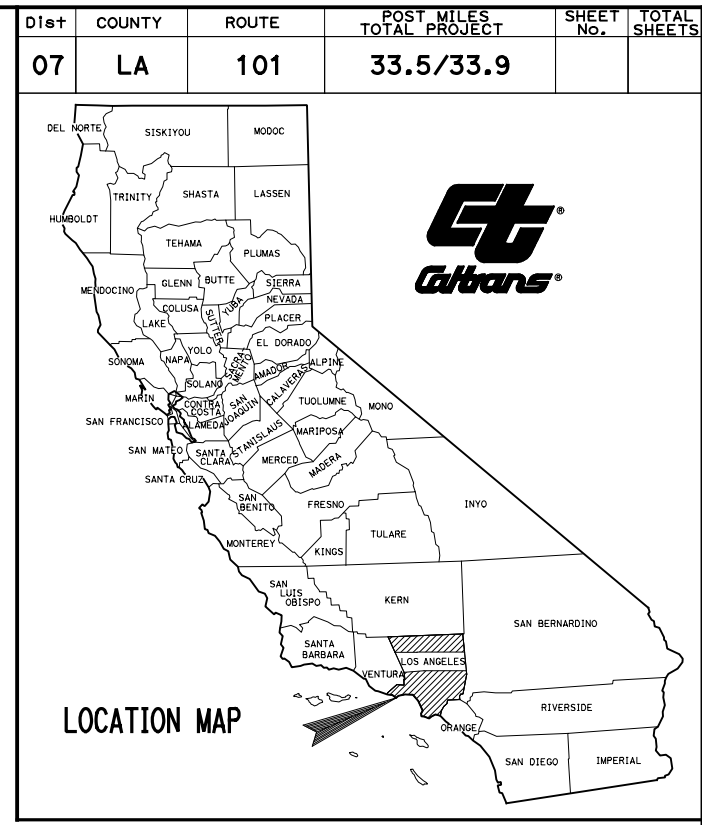 Dist COUNTY ROUTE POST MILES TOTAL PROJECT SHEET No. TOTAL SHEETS
07 LA 101 33.5/33.9
DEL NORTE
SISKIYOU
MODOC
TRINITY
SHASTA
LASSEN
HUMBOLDT
TEHAMA
PLUMAS
MENDOCINO
GLENN
BUTTE
SIERRA
YUBA
NEVADA
COLUSA
SUTTER
PLACER
LAKE
YOLO
EL DORADO
SONOMA
NAPA
SACRA
MENTO
AMADOR
ALPINE
SOLANO
CALAVERAS
MARIN
CONTRA
COSTA
SAN
JOAQUIN
TUOLUMNE
MONO
SAN FRANCISCO
ALAMEDA
STANISLAUS
MARIPOSA
SAN MATEO
SANTA
CLARA
MERCED
MADERA
SANTA CRUZ
SAN
BENITO
FRESNO
INYO
MONTEREY
KINGS
TULARE
SAN
LUIS
OBISPO
KERN
SAN BERNARDINO
SANTA
BARBARA
VENTURA
LOS ANGELES
ORANGE
RIVERSIDE
SAN DIEGO
IMPERIAL
Ct ®
Caltrans ®
LOCATION MAP